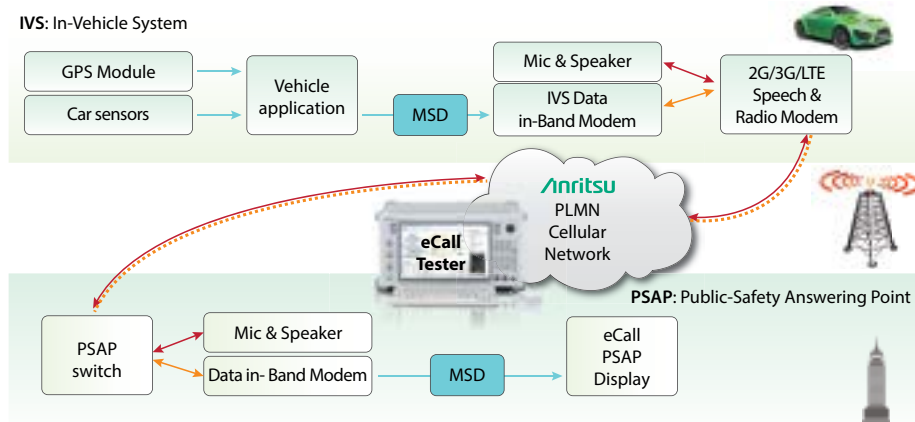 IVS: In-Vehicle System
GPS Module
Car sensors
Vehicle
application
MSD
Mic & Speaker
IVS Data
in-Band Modem
2G/3G/LTE
Speech &
Radio Modem
Anritsu
PLMN
Cellular
Network
eCall
Tester
PSAP: Public-Safety Answering Point
PSAP
switch
Mic & Speaker
Data in- Band Modem
MSD
eCall
PSAP
Display